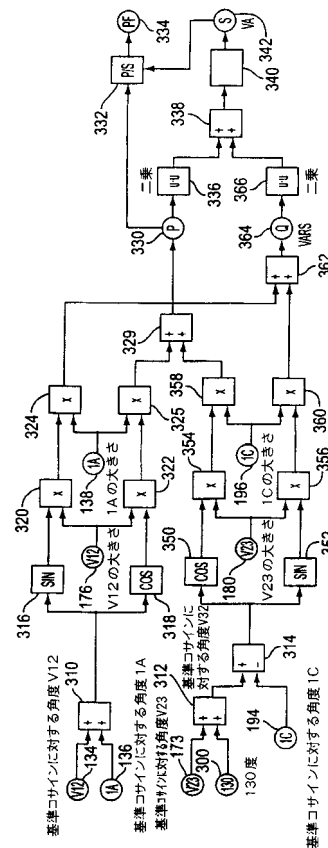 基準コサインに対する角度V12
V12
134
310
+
+
1A
136
基準コサインに対する角度1A
316
SIN
318
COS
320
X
322
X
176
V12
V12の大きさ
324
X
325
X
138
1A
1Aの大きさ
基準コサインに対する角度V23
173
V23
300
130
130度
312
+
+
基準コサインに
対する角度V32
314
+
-
194
1C
基準コサインに対する角度1C
350
COS
352
SIN
354
X
356
X
180
V23
V23の大きさ
358
X
360
X
196
1C
1Cの大きさ
329
+
+
362
+
+
330
P
364
Q
VARS
336
U·U
二乗
366
U·U
二乗
338
+
+
340
332
P/S
PF
334
S
VA
342